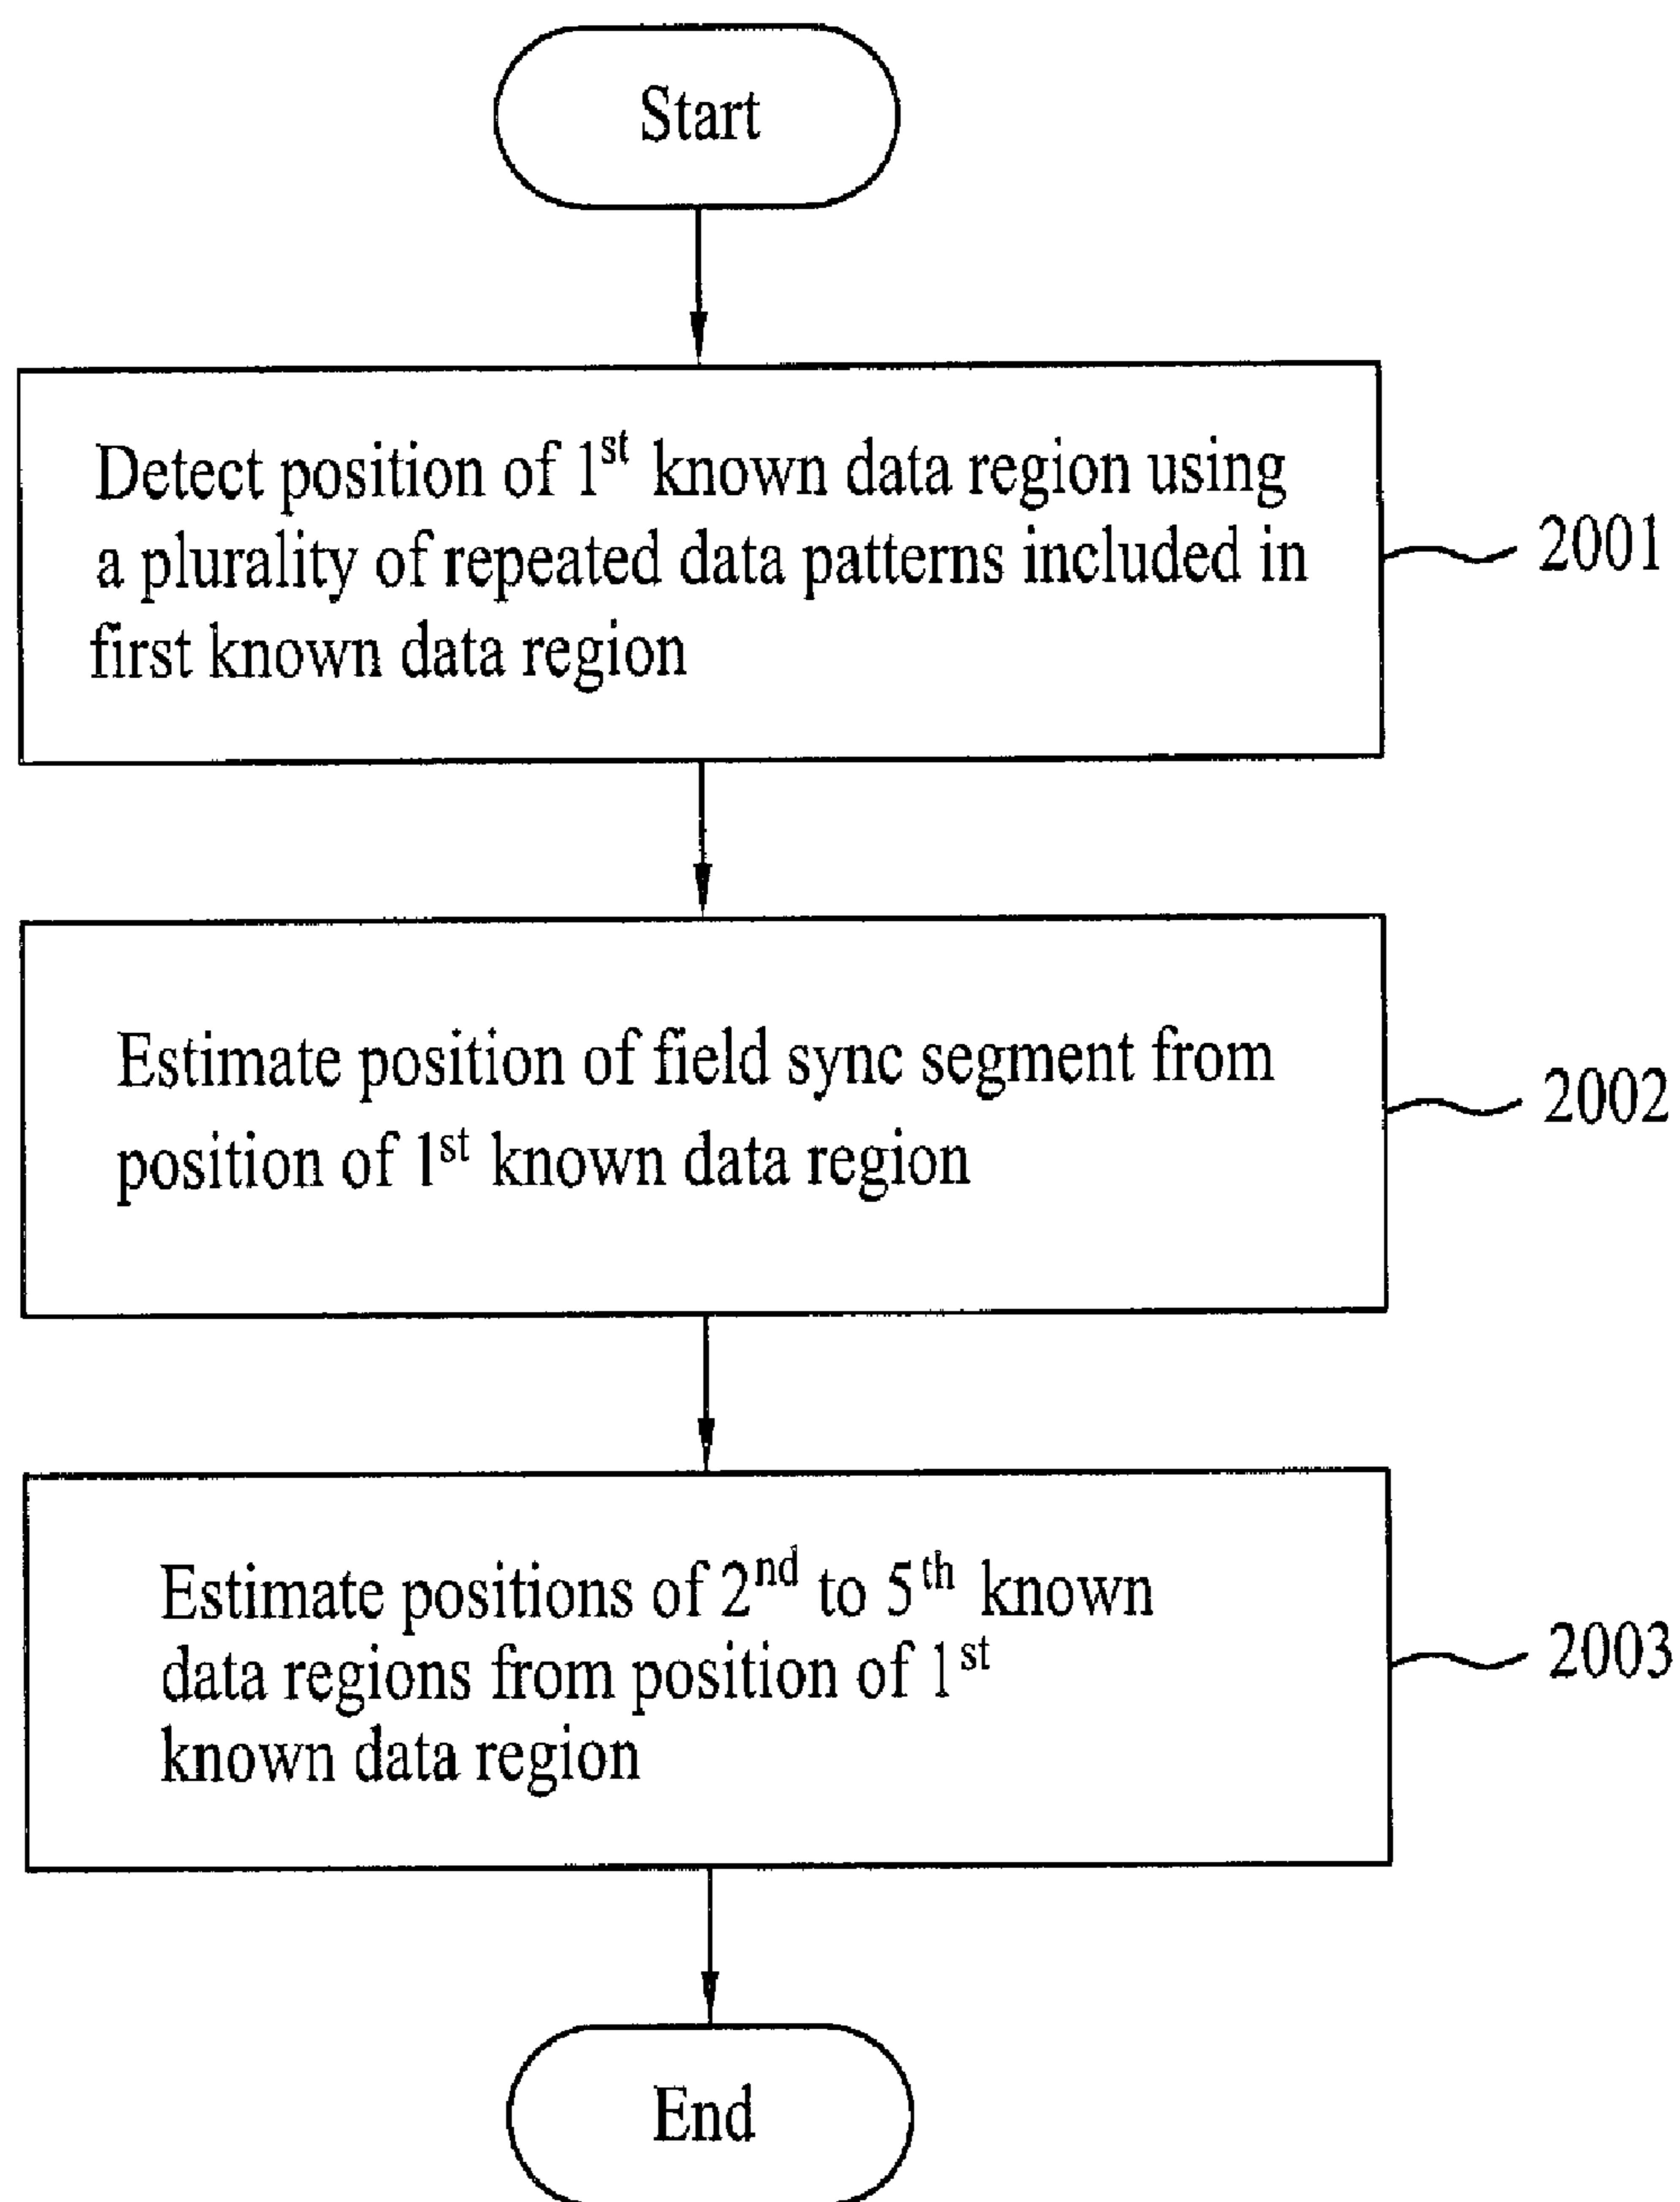 Start
Detect position of 1st known data region using
a plurality of repeated data patterns included in
first known data region
2001
Estimate position of field sync segment from
position of 1st known data region
2002
Estimate positions of 2nd to 5th known
data regions from position of 1st
known data region
2003
End